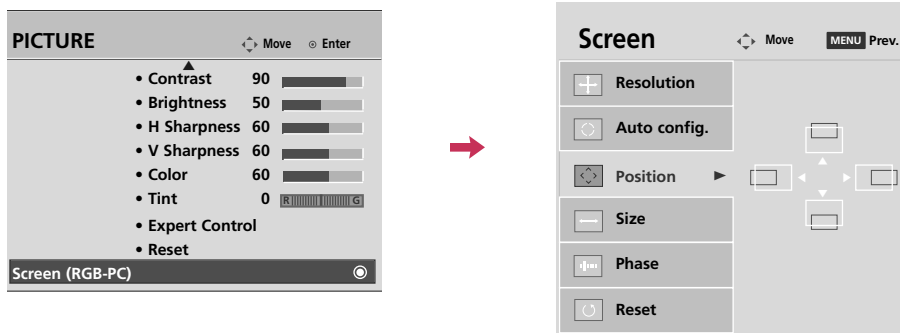 PICTURE
Move Enter
• Contrast 90
• Brightness 50
• H Sharpness 60
• V Sharpness 60
• Color 60
• Tint 0 R G
• Expert Control
• Reset
Screen (RGB-PC)
Screen
Move MENU Prev.
Resolution
Auto config.
Position
Size
Phase
Reset